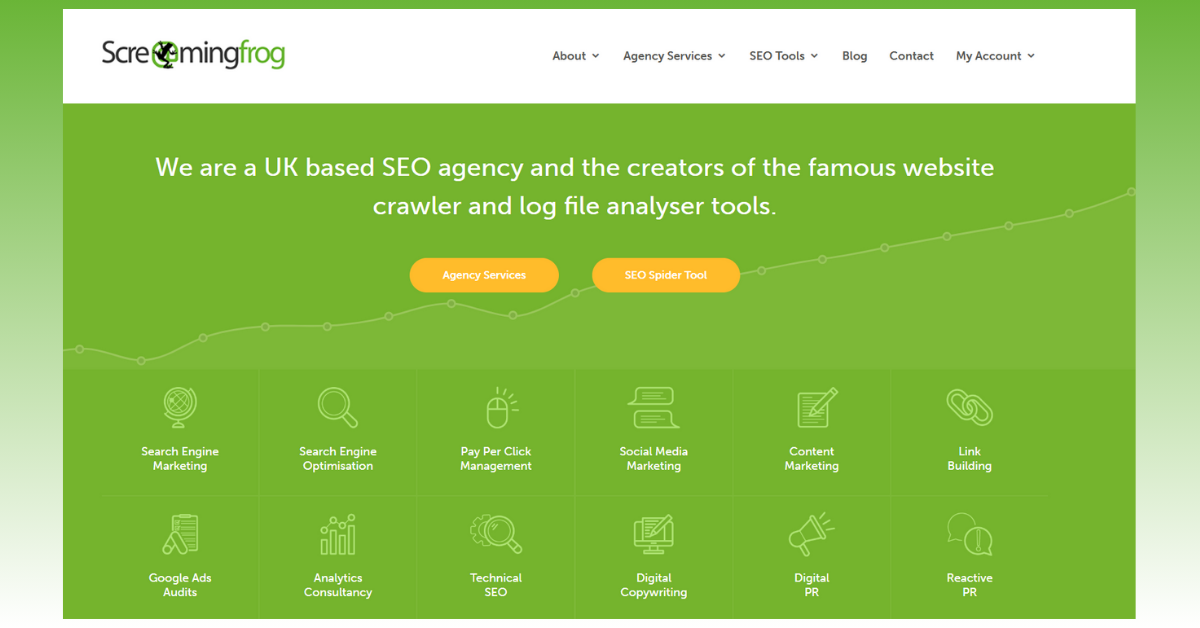 Screamingfrog
About Agency Services SEO Tools Blog Contact My Account
We are a UK based SEO agency and the creators of the famous website
crawler and log file analyser tools.
Agency Services SEO Spider Tool
Search Engine
Marketing
Search Engine
Optimisation
Pay Per Click
Management
Social Media
Marketing
Content
Marketing
Link
Building
Google Ads
Audits
Analytics
Consultancy
Technical
SEO
Digital
Copywriting
Digital
PR
Reactive
PR